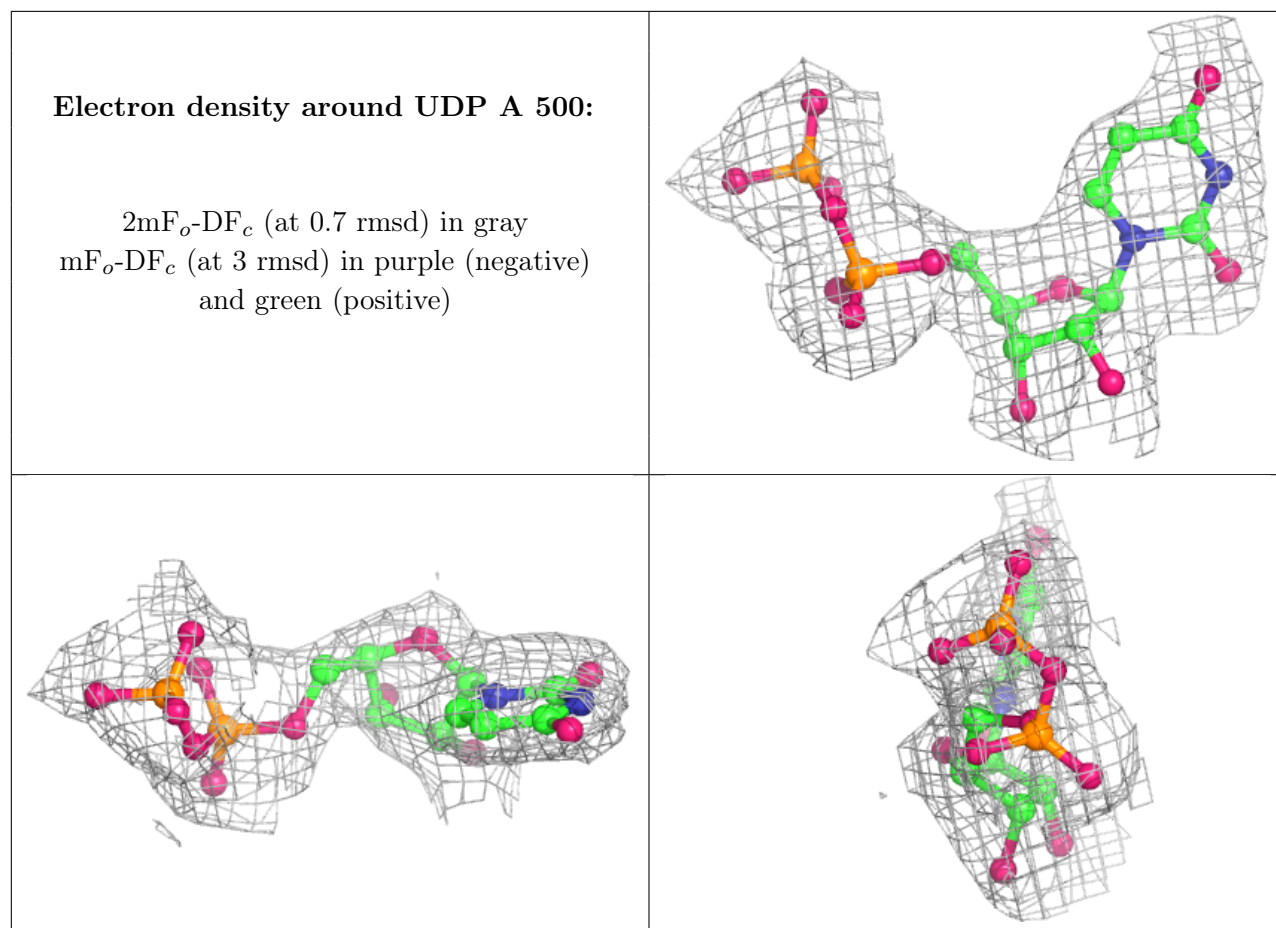 Electron density around UDP A 500:
2mFo-DFc (at 0.7 rmsd) in gray
mFo-DFc (at 3 rmsd) in purple (negative)
and green (positive)